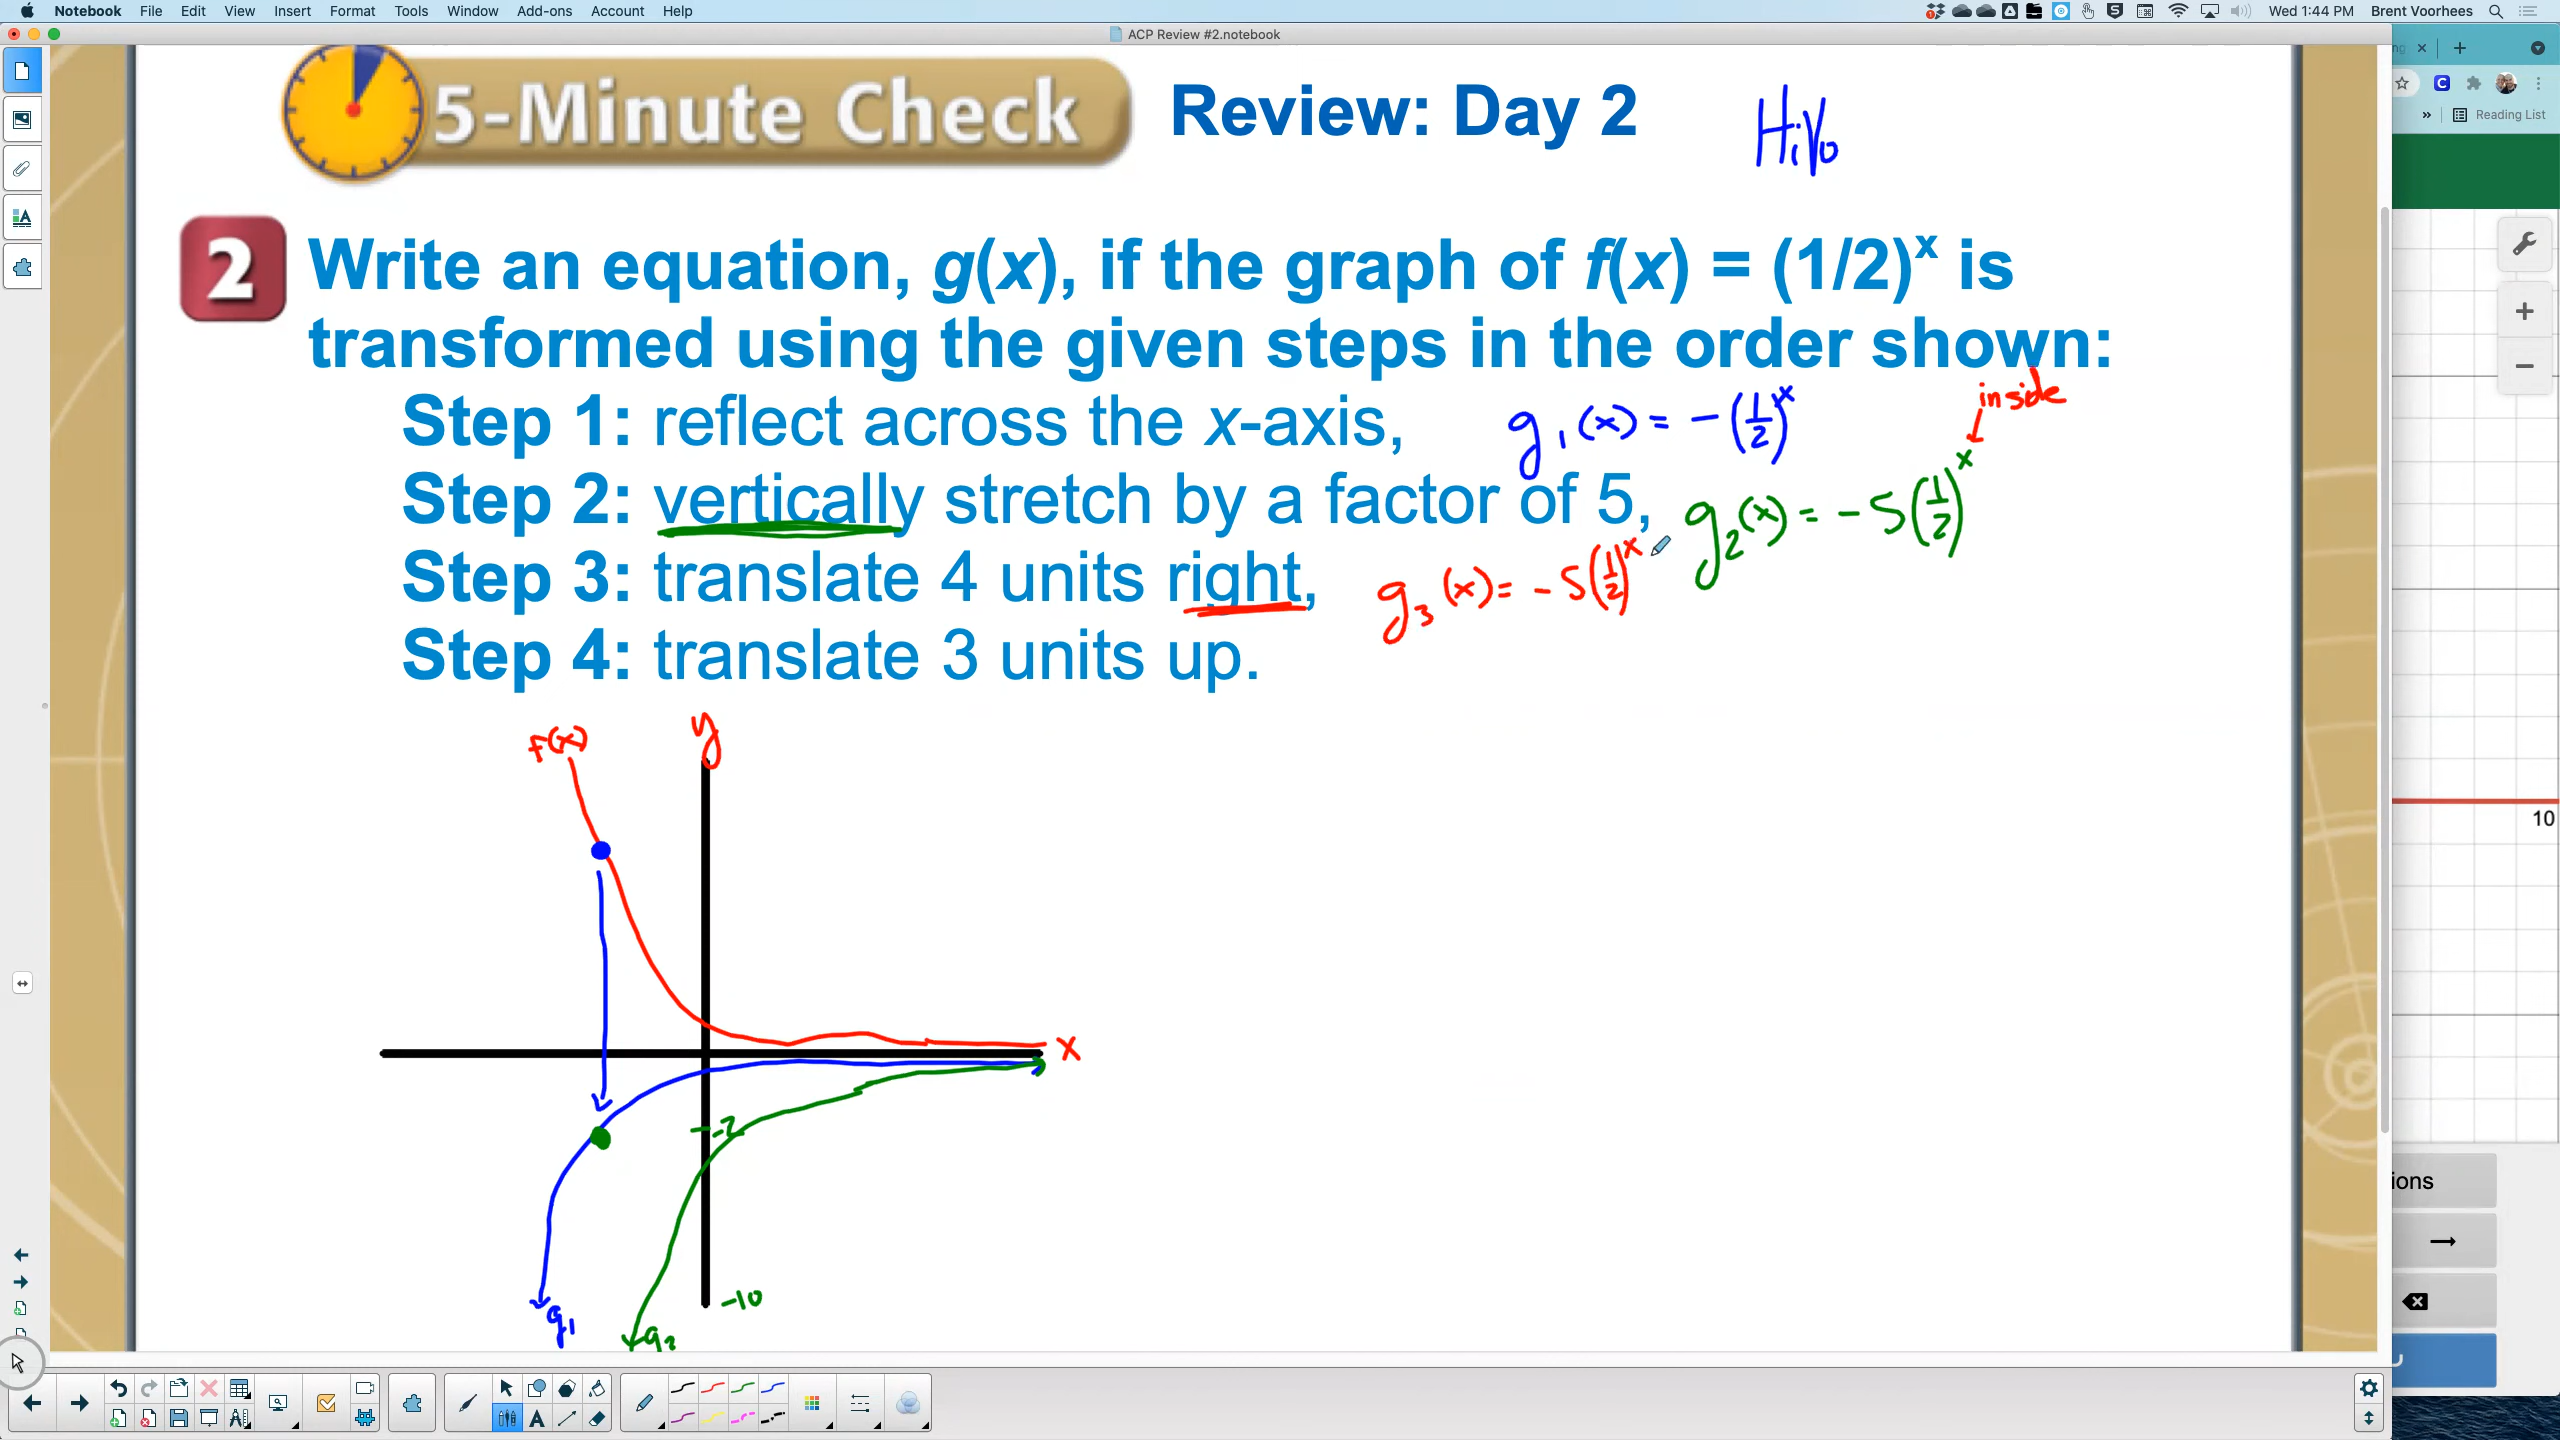 Notebook File Edit View Insert Format Tools Window Add-ons Account Help Wed 1:44 PM Brent Voorhees
ACP Review #2.notebook
Reading List
5-Minute Check Review: Day 2 HiVo
2 Write an equation, g(x), if the graph of f(x) = (1/2)^x is
transformed using the given steps in the order shown:
inside
Step 1: reflect across the x-axis, g₁(x) = -(1/2)^x
Step 2: vertically stretch by a factor of 5, g₂(x) = -5(1/2)^x
Step 3: translate 4 units right, g₃(x) = -5(1/2)^x
Step 4: translate 3 units up.
f(x) y
10
x
-2
ions
-10
g₁ g₂